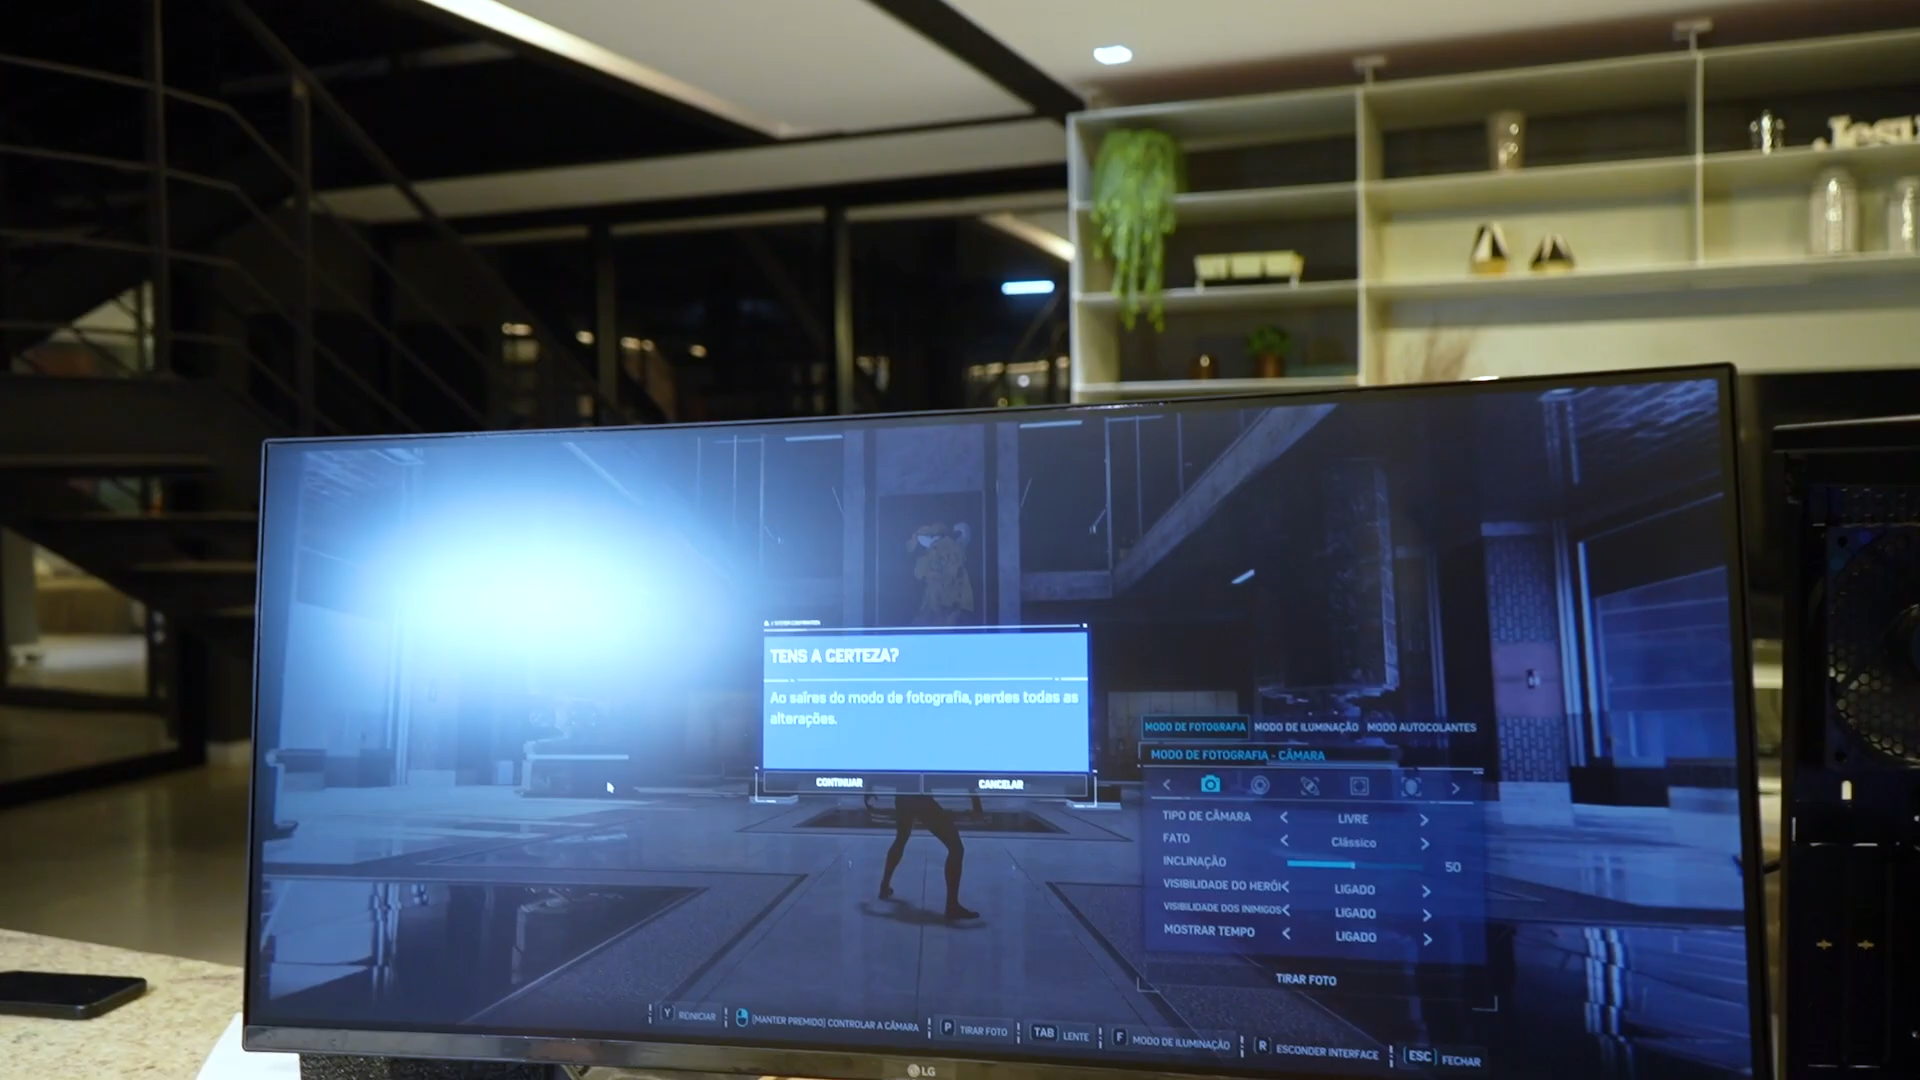 Jesu
TENS A CERTEZA?
Ao saíres do modo de fotografia, perdes todas as
alterações.
CONTINUAR
CANCELAR
MODO DE FOTOGRAFIA
MODO DE ILUMINAÇÃO
MODO AUTOCOLANTES
MODO DE FOTOGRAFIA - CÂMARA
TIPO DE CÂMARA LIVRE
FATO Clássico
INCLINAÇÃO 50
VISIBILIDADE DO HERÓI LIGADO
VISIBILIDADE DOS INIMIGOS LIGADO
MOSTRAR TEMPO LIGADO
TIRAR FOTO
Y REINICIAR
[MANTER PREMIDO] CONTROLAR A CÂMARA
P TIRAR FOTO
TAB LENTE
F MODO DE ILUMINAÇÃO
R ESCONDER INTERFACE
ESC FECHAR
LG